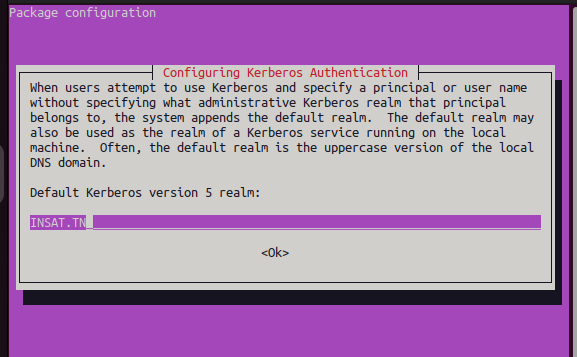 Package configuration
Configuring Kerberos Authentication
When users attempt to use Kerberos and specify a principal or user name
without specifying what administrative Kerberos realm that principal
belongs to, the system appends the default realm.  The default realm may
also be used as the realm of a Kerberos service running on the local
machine.  Often, the default realm is the uppercase version of the local
DNS domain.
Default Kerberos version 5 realm:
INSAT.TN
<Ok>